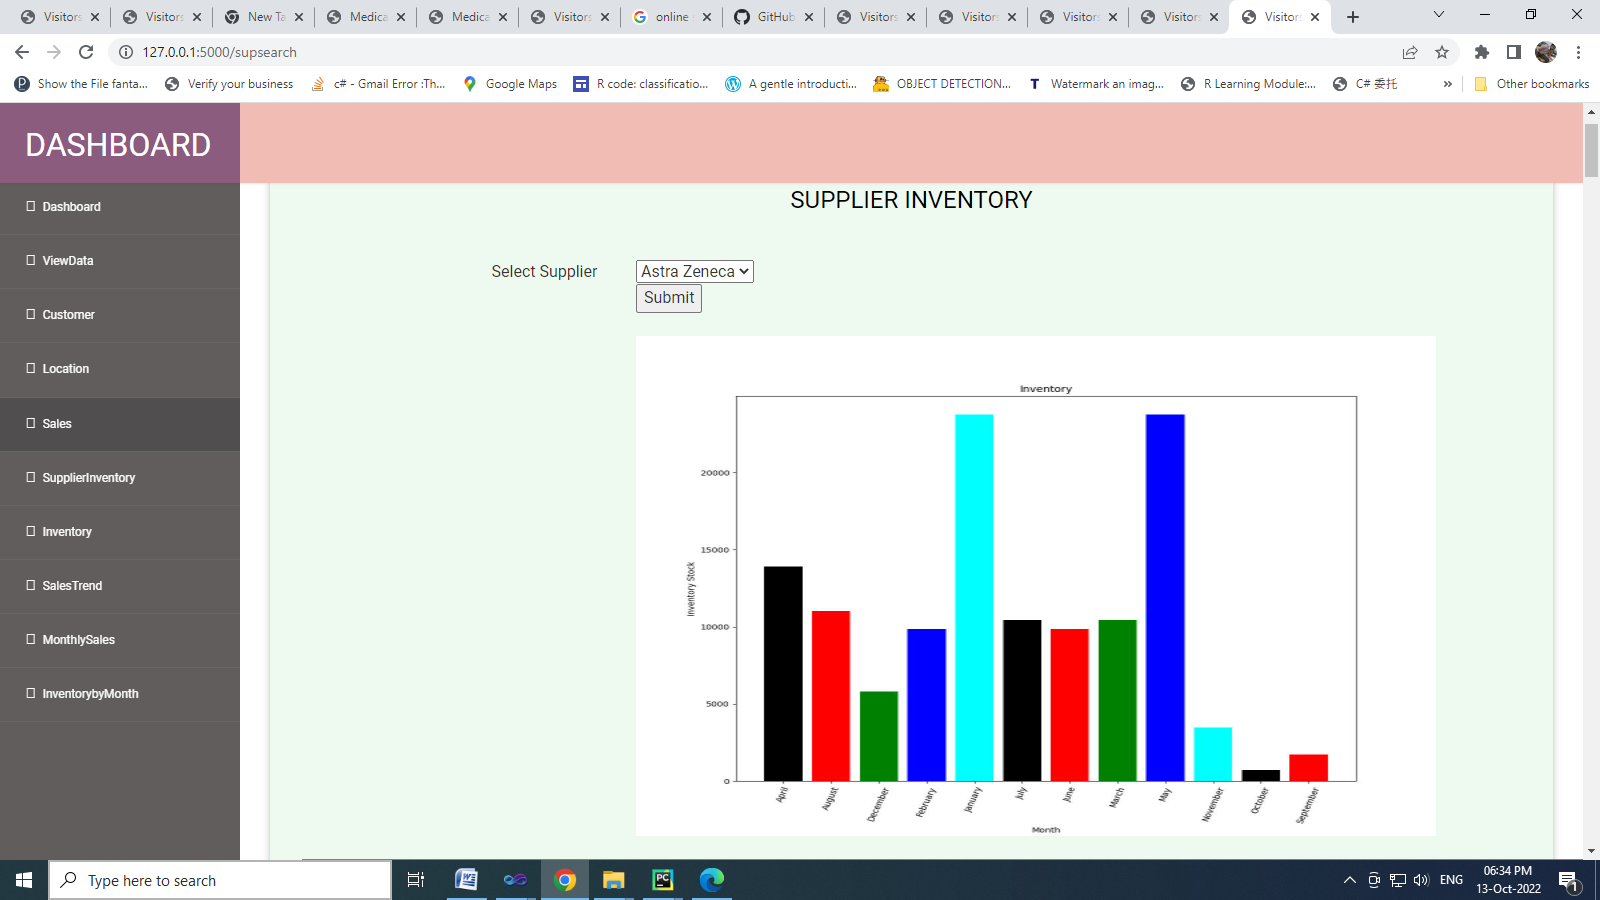 Visitors
Visitors
New Ta
Medica
Medica
Visitors
online s
GitHub
Visitors
Visitors
Visitors
Visitors
Visitors
127.0.0.1:5000/supsearch
Show the File fanta...
Verify your business
c# - Gmail Error :Th...
Google Maps
R code: classificatio...
A gentle introducti...
OBJECT DETECTION...
T Watermark an imag...
R Learning Module:...
C# 委托
»
Other bookmarks
DASHBOARD
Dashboard
ViewData
Customer
Location
Sales
SupplierInventory
Inventory
SalesTrend
MonthlySales
InventorybyMonth
SUPPLIER INVENTORY
Select Supplier
Astra Zeneca
Submit
Inventory
Inventory Stock
20000
15000
10000
5000
0
April
August
December
February
January
July
June
March
May
November
October
September
Month
Type here to search
ENG
06:34 PM
13-Oct-2022
1